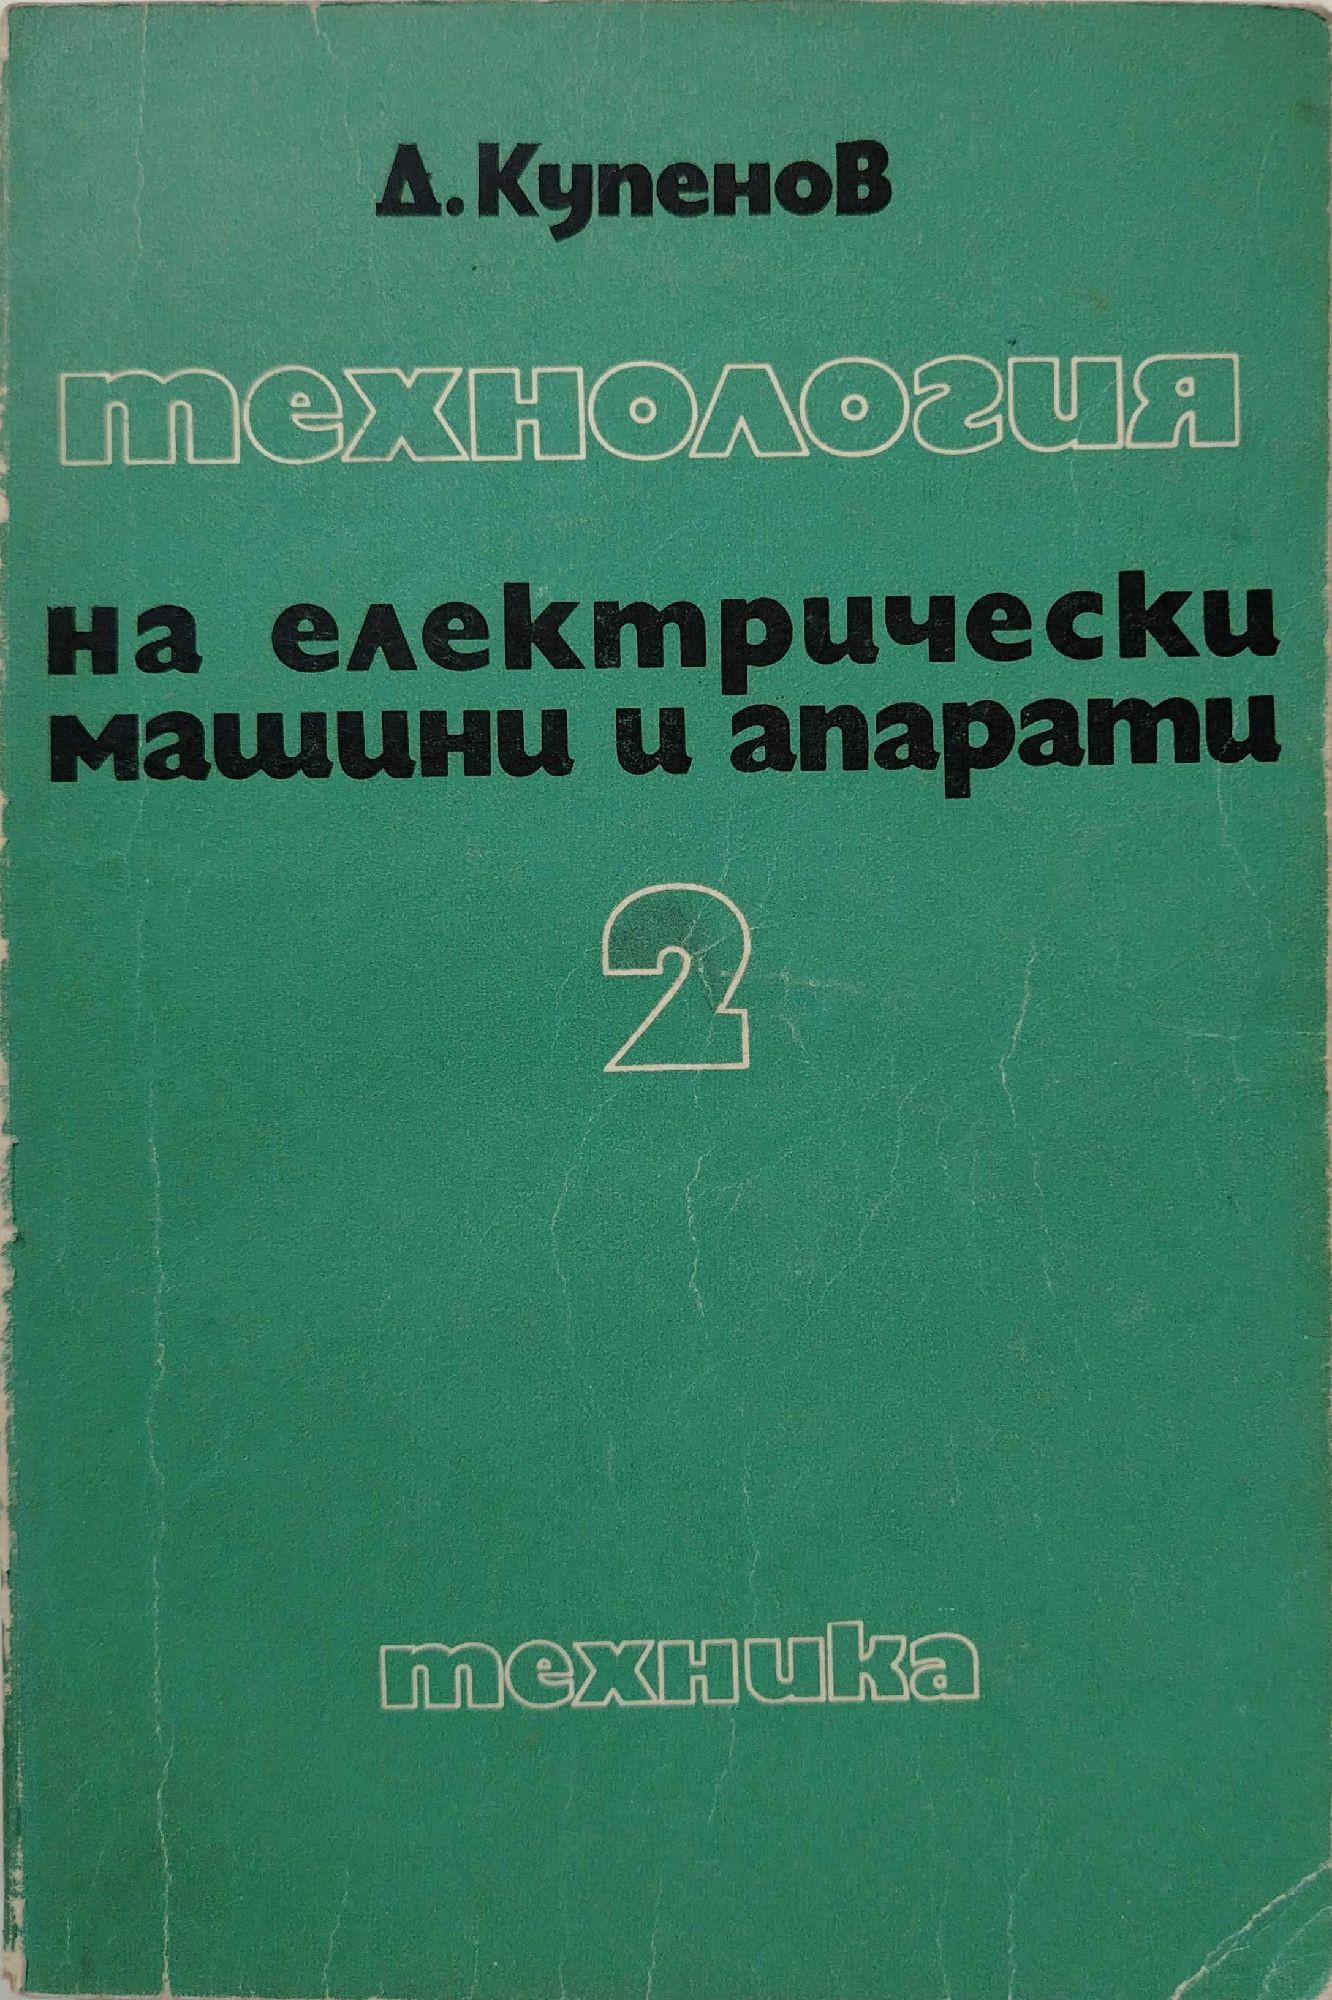 Д. Купенов
технология
на електрически
машини и апарати
2
техника